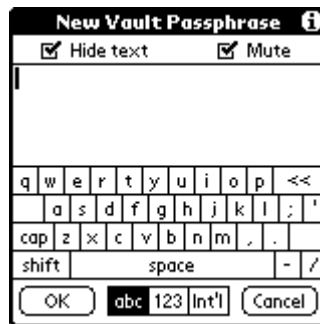 New Vault Passphrase i
Hide text Mute
q w e r t y u i o p <<
a s d f g h j k l ; '
cap z x c v b n m , .
shift space - /
OK abc 123 Int'l Cancel